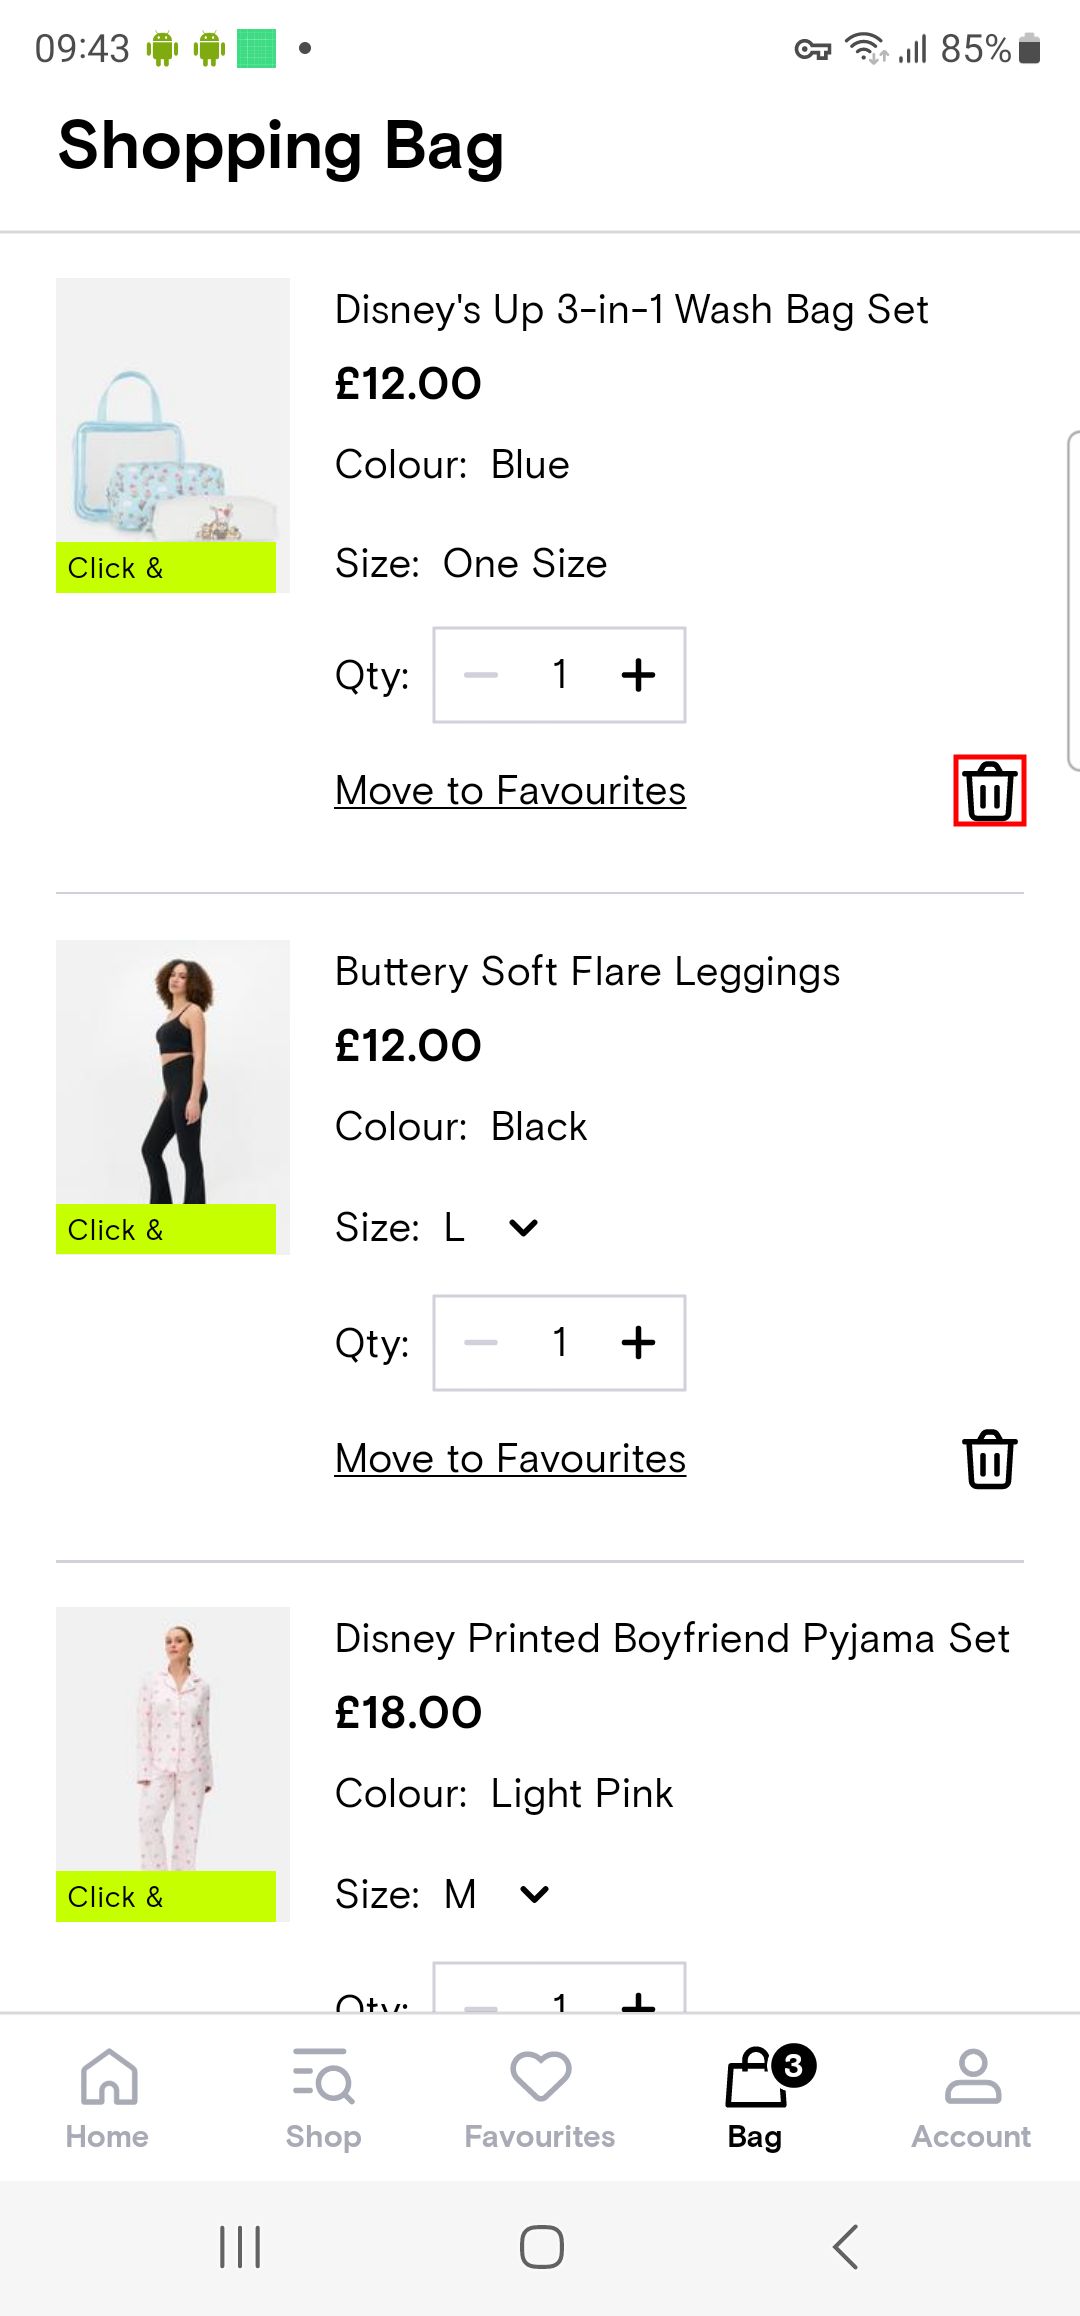 09:43
85%
Shopping Bag
Disney's Up 3-in-1 Wash Bag Set
£12.00
Colour: Blue
Click &
Size: One Size
Qty: 1
Move to Favourites
Buttery Soft Flare Leggings
£12.00
Colour: Black
Click &
Size: L
Qty: 1
Move to Favourites
Disney Printed Boyfriend Pyjama Set
£18.00
Colour: Light Pink
Click &
Size: M
Qty: 1
3
Home Shop Favourites Bag Account